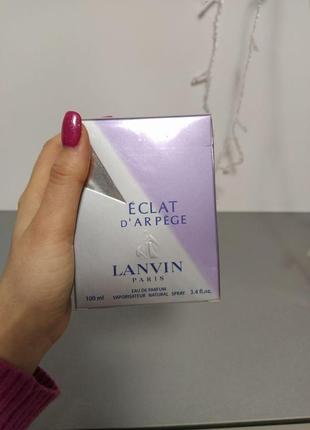 ÉCLAT
D'ARPÈGE
LANVIN
PARIS
EAU DE PARFUM
100 ml VAPORISATEUR NATURAL SPRAY 3.4 fl.oz.